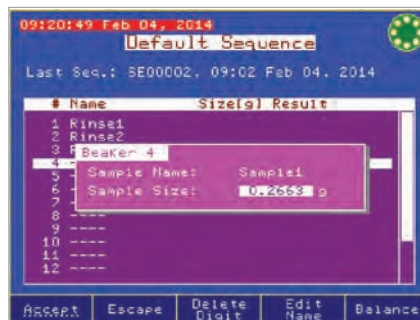 09:20:49 Feb 04, 2014
Default Sequence
Last Seq.: SE00002, 09:02 Feb 04, 2014
# Name Size[g] Result
1 Rinse1
2 Rinse2
3 R
Beaker 4
4
Sample Name: Sample1
5
Sample Size: 0.2663 g
6
7
8 ----
9 ----
10 ----
11 ----
12 ----
Accept Escape Delete Digit Edit Name Balance